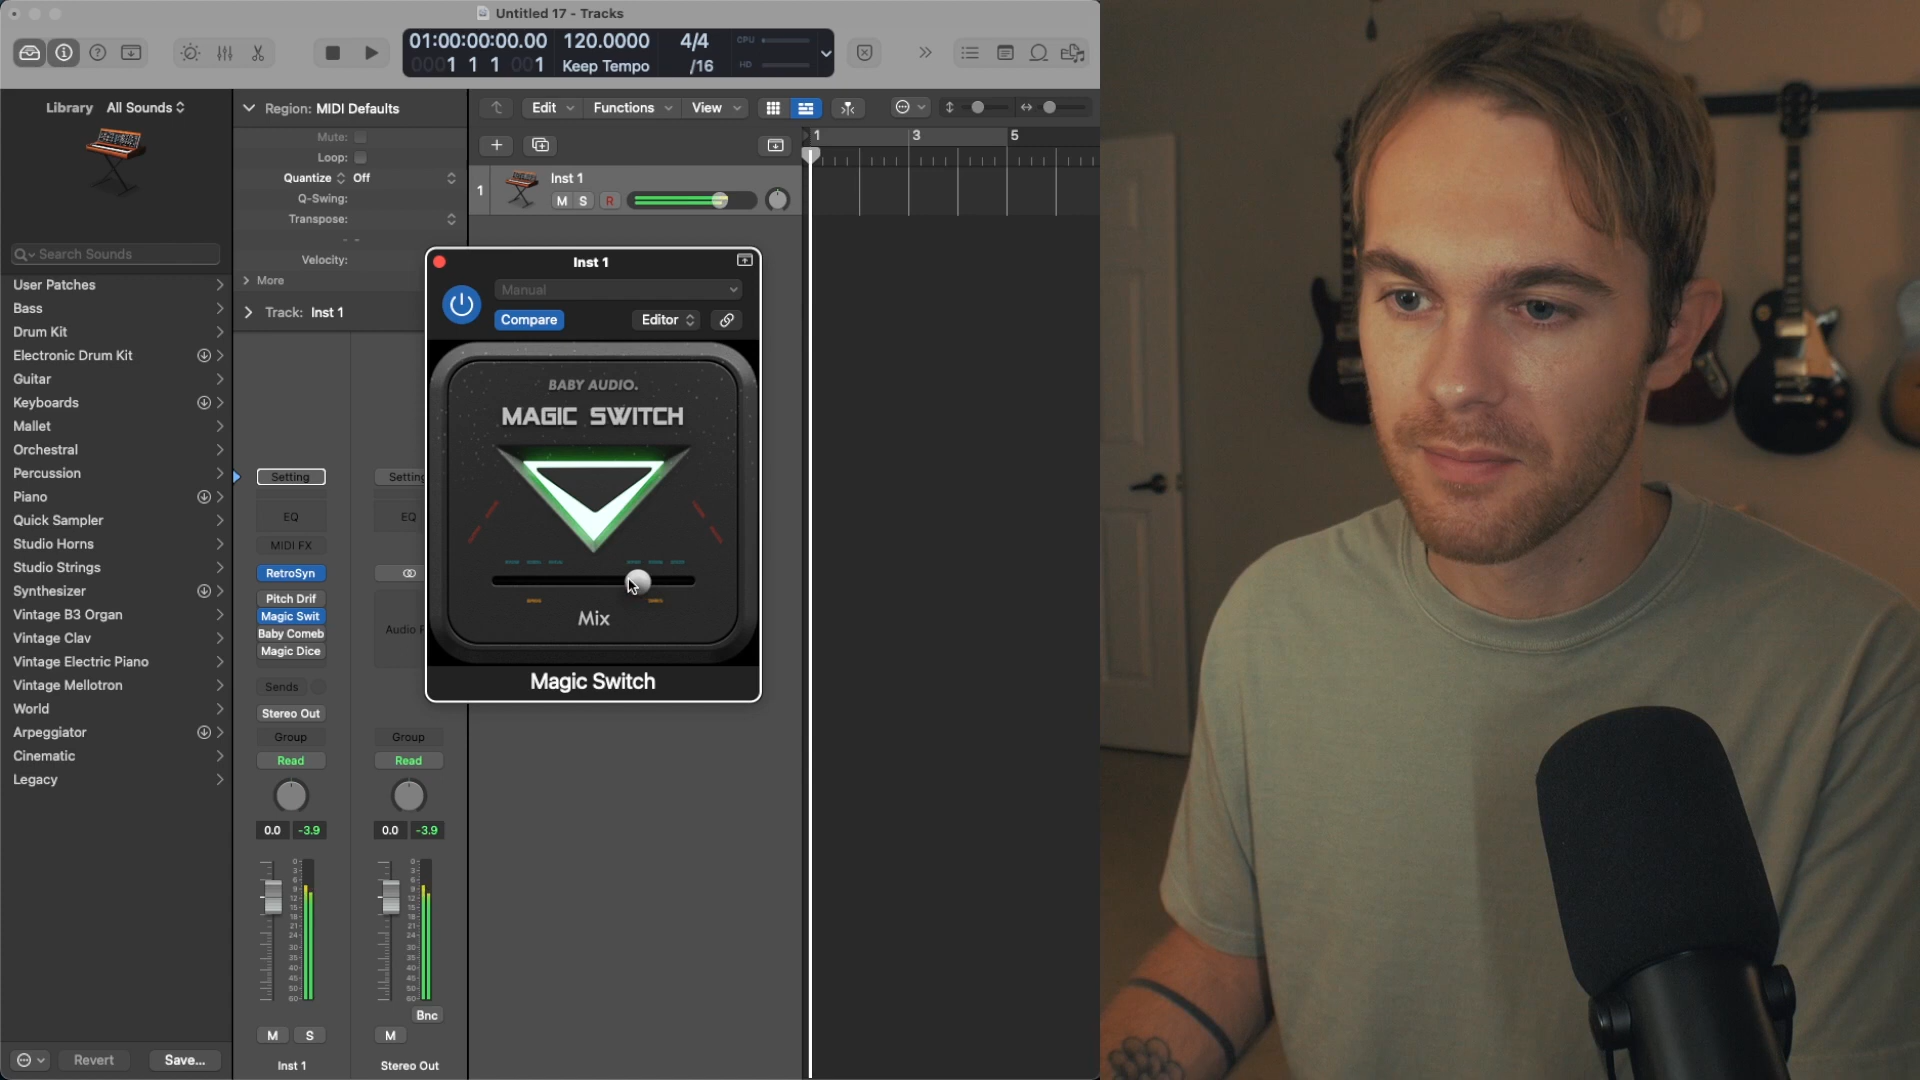 Untitled 17 - Tracks
01:00:00:00.00
0001 1 1 001
120.0000
Keep Tempo
4/4
/16
CPU
HD
Library All Sounds
Search Sounds
User Patches
Bass
Drum Kit
Electronic Drum Kit
Guitar
Keyboards
Mallet
Orchestral
Percussion
Piano
Quick Sampler
Studio Horns
Studio Strings
Synthesizer
Vintage B3 Organ
Vintage Clav
Vintage Electric Piano
Vintage Mellotron
World
Arpeggiator
Cinematic
Legacy
Revert Save...
Region: MIDI Defaults
Mute:
Loop:
Quantize Off
Q-Swing:
Transpose:
Velocity:
More
Track: Inst 1
Setting
EQ
MIDI FX
RetroSyn
Pitch Drif
Magic Swit
Baby Comeb
Magic Dice
Sends
Stereo Out
Group
Read
0.0 -3.9
M S
Inst 1
Setting
EQ
Audio F
Group
Read
0.0 -3.9
Bnc
M
Stereo Out
Edit Functions View
1 3 5
1
Inst 1
M S R
Inst 1
Manual
Compare Editor
BABY AUDIO.
MAGIC SWITCH
Mix
Magic Switch